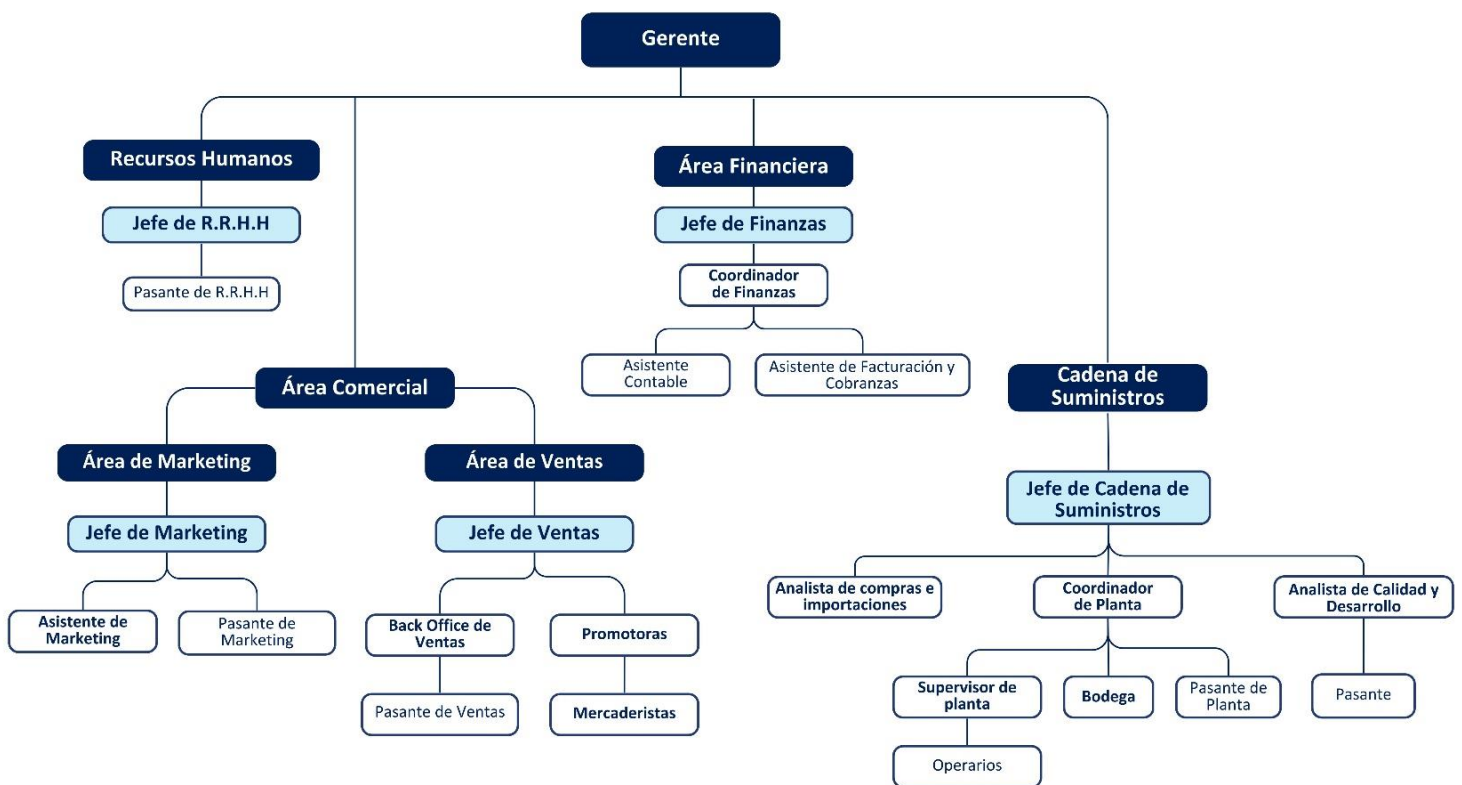 Gerente
Recursos Humanos
Jefe de R.R.H.H
Pasante de R.R.H.H
Área Financiera
Jefe de Finanzas
Coordinador
de Finanzas
Asistente
Contable
Asistente de Facturación y
Cobranzas
Área Comercial
Área de Marketing
Jefe de Marketing
Asistente de
Marketing
Pasante de
Marketing
Área de Ventas
Jefe de Ventas
Back Office de
Ventas
Pasante de Ventas
Promotoras
Mercaderistas
Cadena de
Suministros
Jefe de Cadena de
Suministros
Analista de compras e
importaciones
Coordinador
de Planta
Supervisor de
planta
Operarios
Bodega
Pasante de
Planta
Analista de Calidad y
Desarrollo
Pasante